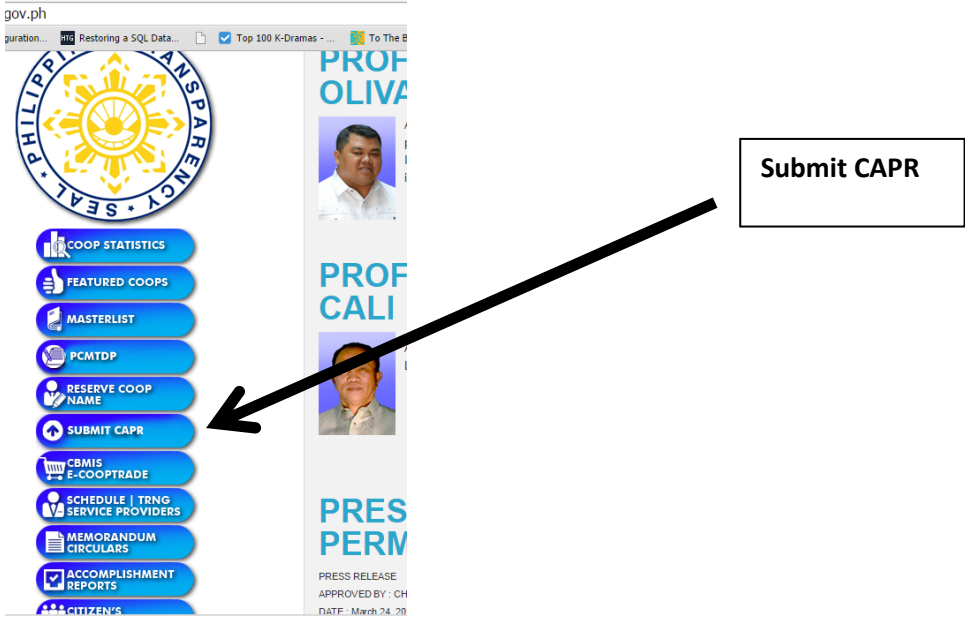 gov.ph
guration...
HTG Restoring a SQL Data...
Top 100 K-Dramas - ...
To The B
PHILIPPINE TRANSPARENCY SEAL
COOP STATISTICS
FEATURED COOPS
MASTERLIST
PCMTDP
RESERVE COOP
NAME
SUBMIT CAPR
CBMIS
E-COOPTRADE
SCHEDULE | TRNG
SERVICE PROVIDERS
MEMORANDUM
CIRCULARS
ACCOMPLISHMENT
REPORTS
CITIZEN'S
PROF
OLIVA
PROF
CALI
PRES
PERM
PRESS RELEASE
APPROVED BY : CH
DATE : March 24, 20
Submit CAPR